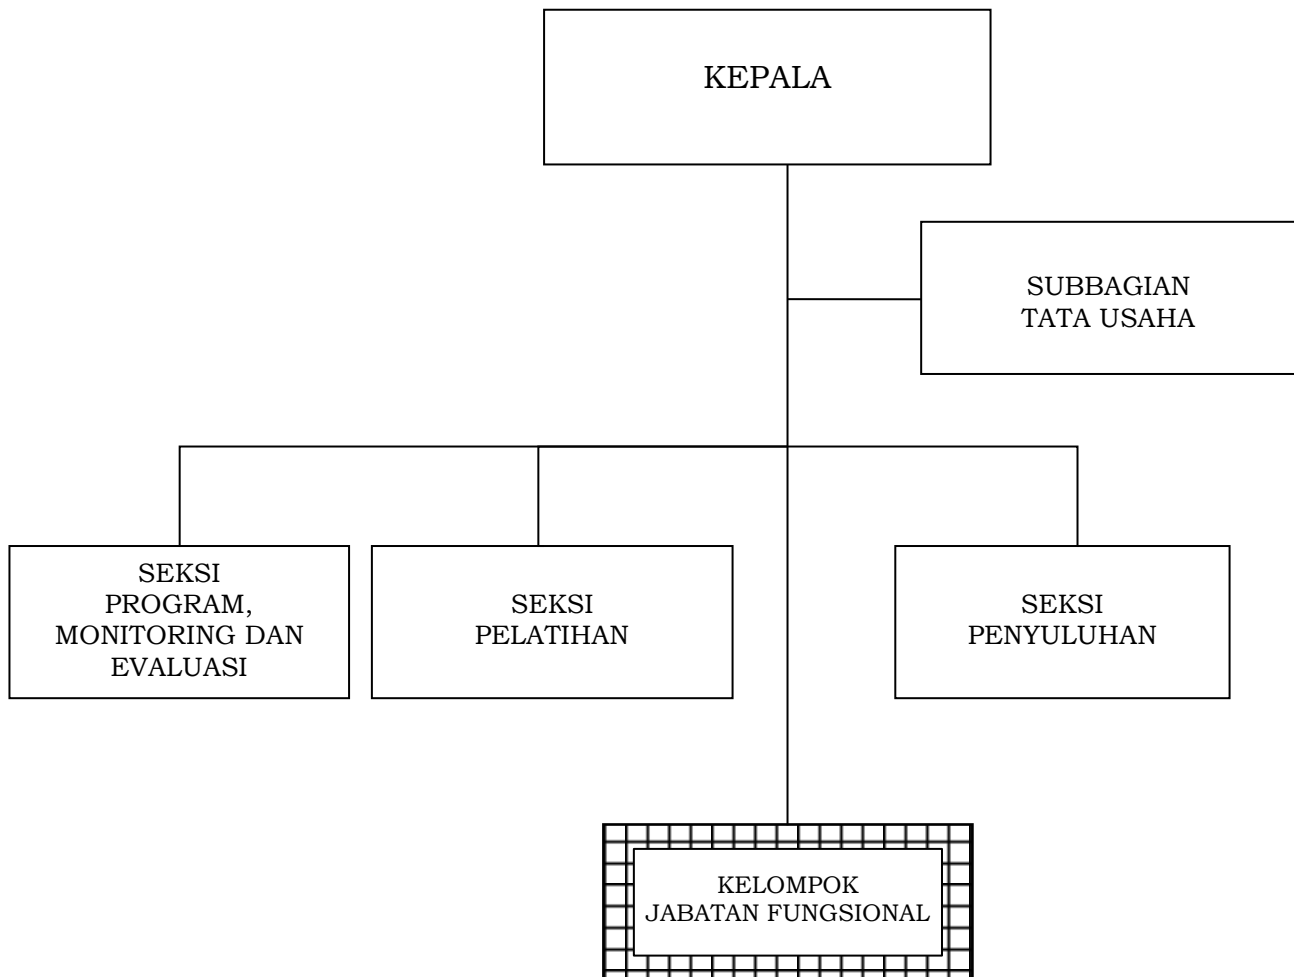 KEPALA
SUBBAGIAN
TATA USAHA
SEKSI
PROGRAM,
MONITORING DAN
EVALUASI
SEKSI
PELATIHAN
SEKSI
PENYULUHAN
KELOMPOK
JABATAN FUNGSIONAL